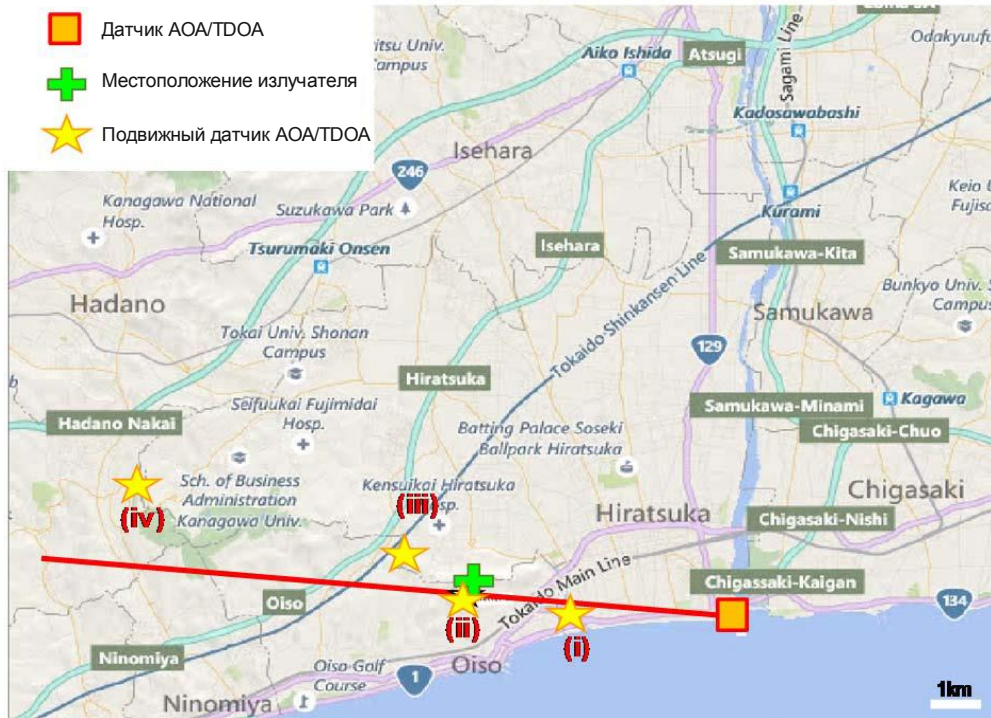 Датчик AOA/TDOA
Местоположение излучателя
Подвижный датчик AOA/TDOA
itsu Univ.
Campus
Aiko Ishida
Atsugi
Sagami Line
Odakyuufu
Kadosawabashi
Isehara
246
Kanagawa National
Hosp.
Suzukawa Park
Kurami
Keio U
Fujisa
Tsurumaki Onsen
Isehara
Samukawa-Kita
Bunkyo Univ. S
Campus
Hadano
Tokaido Shinkansen Line
Samukawa
Tokai Univ. Shonan
Campus
129
Hiratsuka
Kagawa
Hadano Nakai
Seifuukai Fujimidai
Hosp.
Batting Palace Soseki
Ballpark Hiratsuka
Samukawa-Minami
Chigasaki-Chuo
Sch. of Business
Administration
Kanagawa Univ.
Kensuikai Hiratsuka
Hosp.
(iii)
(iv)
Hiratsuka
Chigasaki
Chigasaki-Nishi
Tokaido Main Line
Chigassaki-Kaigan
Oiso
134
(ii)
(i)
Ninomiya
Oiso Golf
Course
1
Oiso
Ninomiya
1km